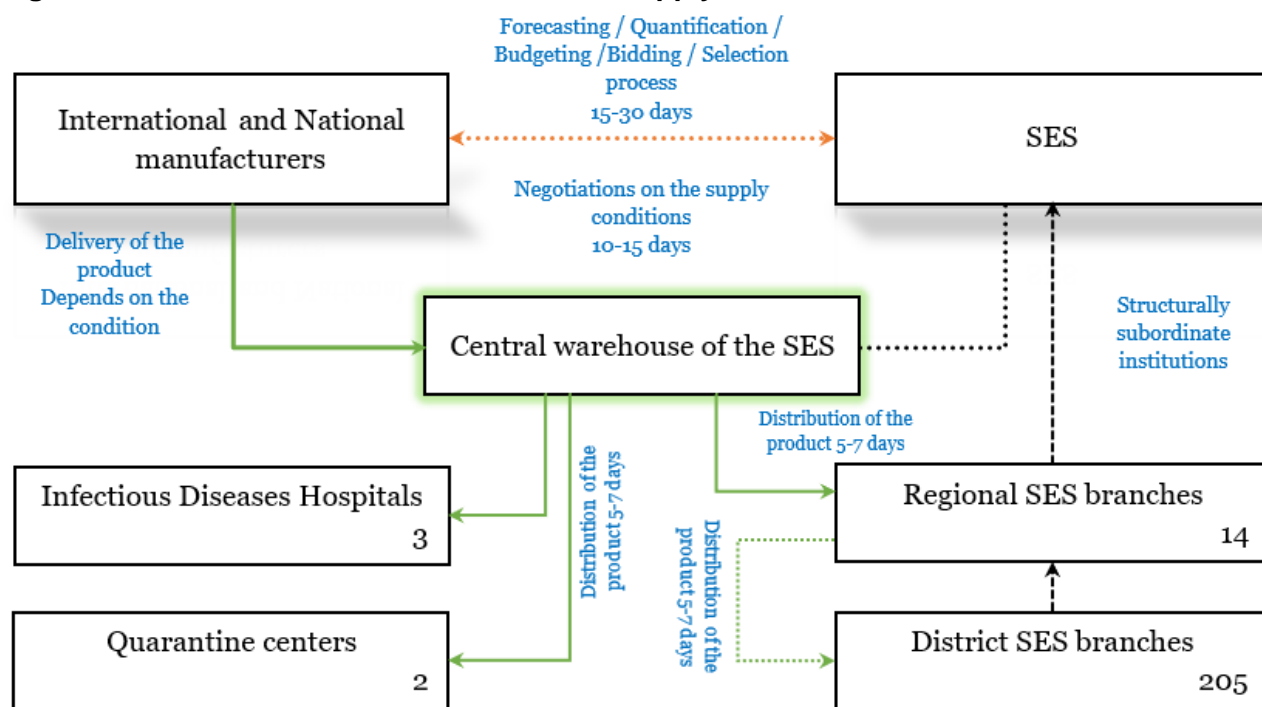 Forecasting / Quantification /
Budgeting /Bidding / Selection
process
15-30 days
International and National
manufacturers
SES
Negotiations on the supply
conditions
10-15 days
Delivery of the
product
Depends on the
condition
Central warehouse of the SES
Structurally
subordinate
institutions
Distribution of the
product 5-7 days
Distribution of the
product 5-7 days
Infectious Diseases Hospitals
3
Regional SES branches
14
Distribution of the
product 5-7 days
Quarantine centers
2
District SES branches
205